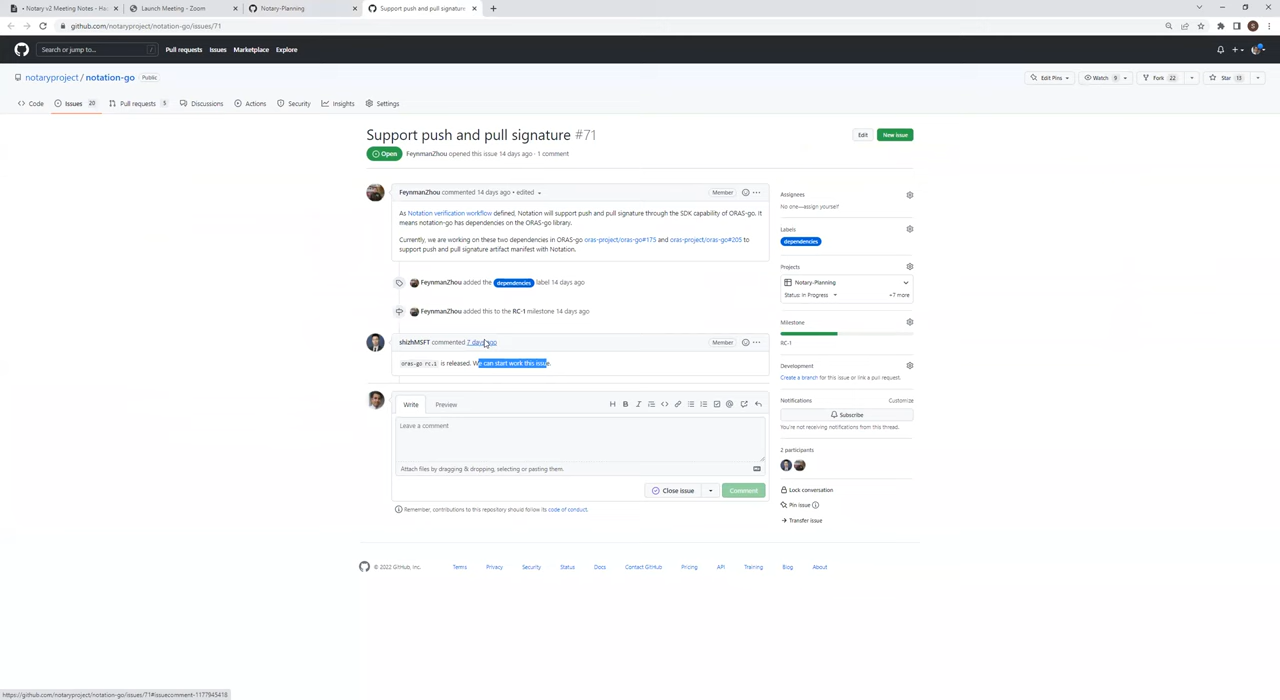 • Notary v2 Meeting Notes - Ha
Launch Meeting - Zoom
Notary-Planning
Support push and pull signature
github.com/notaryproject/notation-go/issues/71
Search or jump to...
/
Pull requests
Issues
Marketplace
Explore
notaryproject / notation-go
Public
Edit Pins
Watch 9
Fork 22
Star 13
Code
Issues 20
Pull requests 5
Discussions
Actions
Security
Insights
Settings
Support push and pull signature #71
Edit
New issue
Open
FeynmanZhou opened this issue 14 days ago · 1 comment
FeynmanZhou commented 14 days ago • edited
Member
As Notation verification workflow defined, Notation will support push and pull signature through the SDK capability of ORAS-go. It
means notation-go has dependencies on the ORAS-go library.
Currently, we are working on these two dependencies in ORAS-go oras-project/oras-go#175 and oras-project/oras-go#205 to
support push and pull signature artifact manifest with Notation.
FeynmanZhou added the dependencies label 14 days ago
FeynmanZhou added this to the RC-1 milestone 14 days ago
shizhMSFT commented 7 days ago
Member
oras-go rc.1 is released. We can start work this issue.
Write
Preview
Leave a comment
Attach files by dragging & dropping, selecting or pasting them.
Close issue
Comment
Remember, contributions to this repository should follow its code of conduct.
Assignees
No one—assign yourself
Labels
dependencies
Projects
Notary-Planning
Status: In Progress
+7 more
Milestone
RC-1
Development
Create a branch for this issue or link a pull request.
Notifications
Customize
Subscribe
You're not receiving notifications from this thread.
2 participants
Lock conversation
Pin issue
Transfer issue
© 2022 GitHub, Inc.
Terms
Privacy
Security
Status
Docs
Contact GitHub
Pricing
API
Training
Blog
About
https://github.com/notaryproject/notation-go/issues/71#issuecomment-1177945418